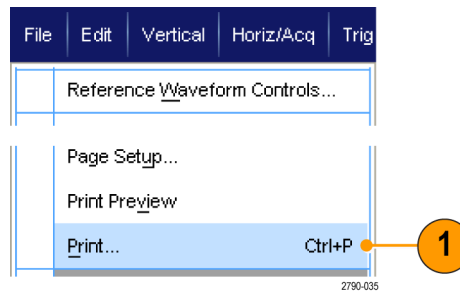 File Edit Vertical Horiz/Acq Trig
Reference Waveform Controls...
Page Setup...
Print Preview
Print... Ctrl+P
1
2790-035